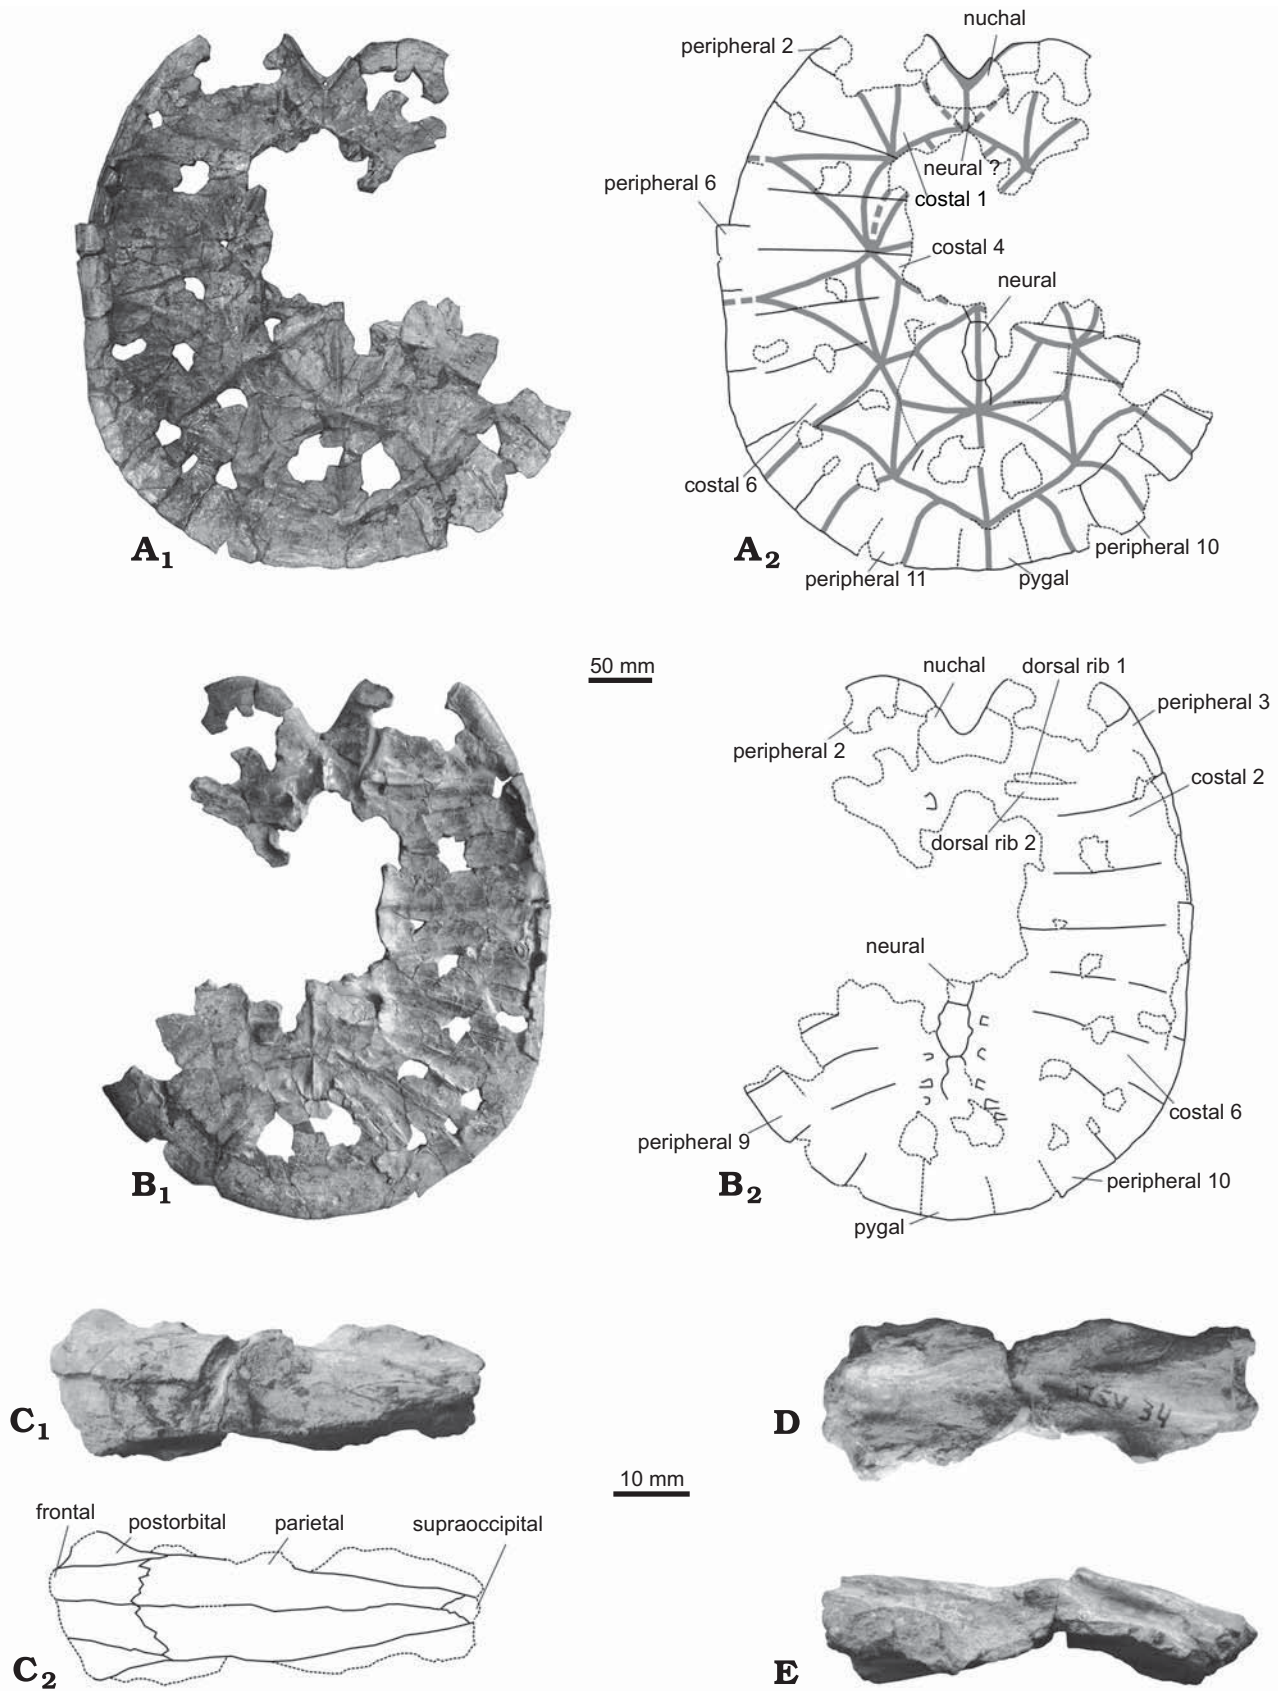 nuchal
peripheral 2
peripheral 6
neural ?
costal 1
costal 4
neural
costal 6
A1
A2
peripheral 10
peripheral 11
pygal
50 mm
nuchal
dorsal rib 1
peripheral 3
peripheral 2
costal 2
dorsal rib 2
neural
costal 6
peripheral 9
B1
B2
peripheral 10
pygal
C1
D
34
10 mm
frontal
postorbital
parietal
supraoccipital
C2
E